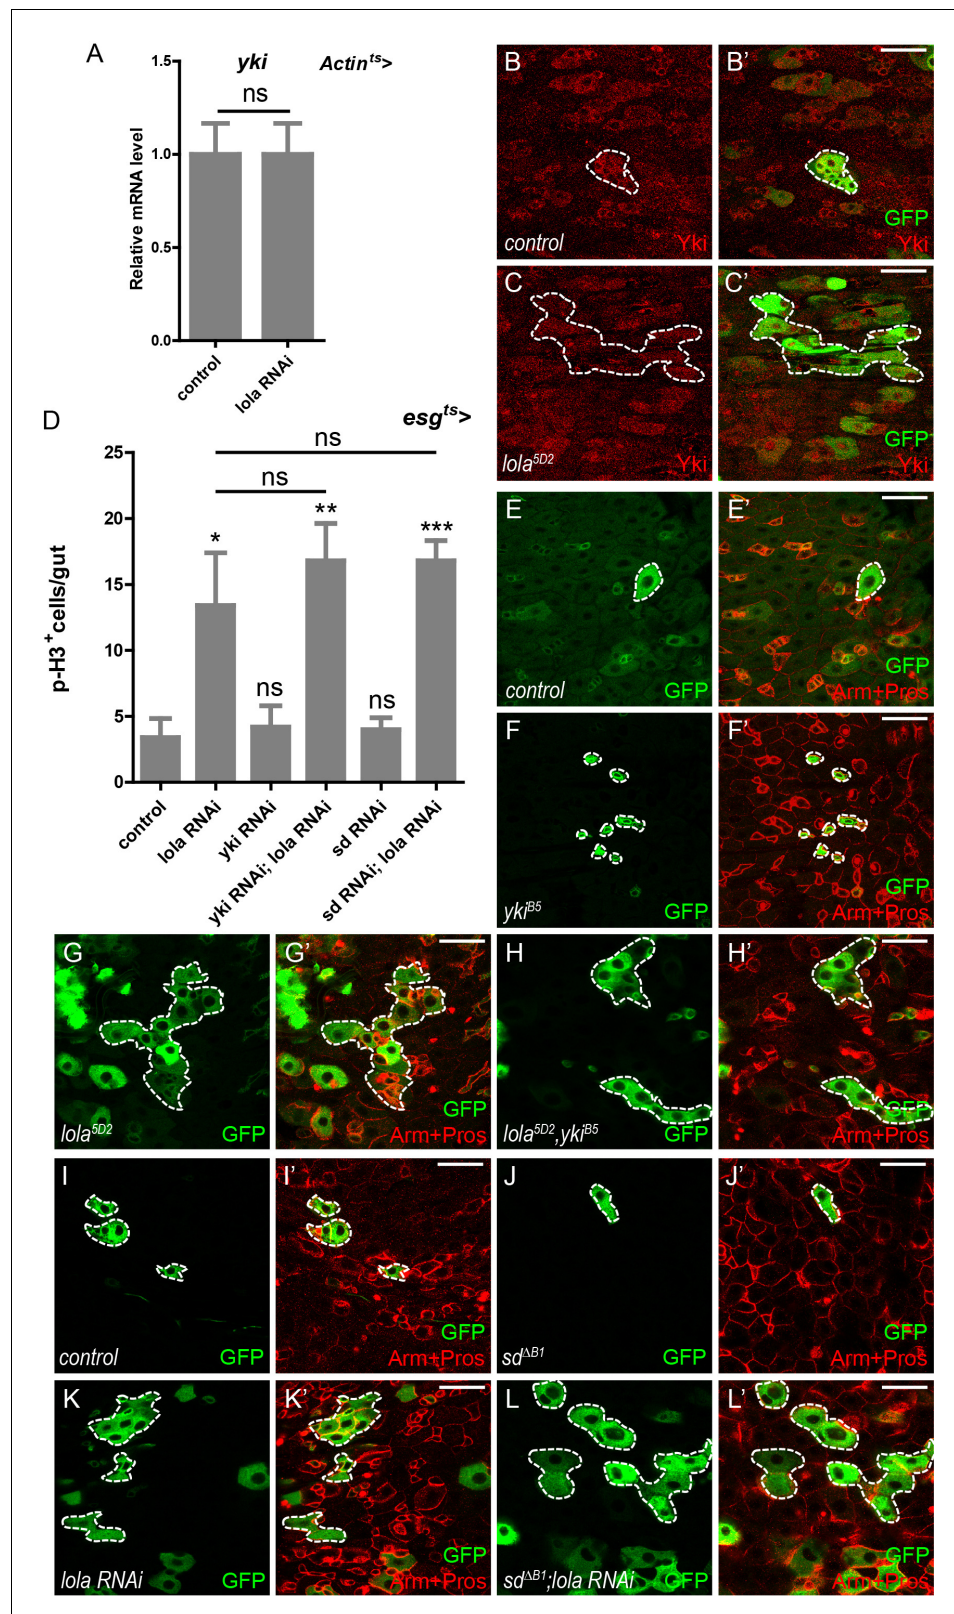 A
yki
Actin^ts>
ns
Relative mRNA level
1.5
1.0
0.5
0.0
control
lola RNAi
B
control
Yki
B'
GFP
Yki
C
lola^5D2
Yki
C'
GFP
Yki
D
esg^ts>
ns
ns
p-H3^+cells/gut
25
20
15
10
5
0
*
ns
**
ns
***
control
lola RNAi
yki RNAi
yki RNAi; lola RNAi
sd RNAi
sd RNAi; lola RNAi
E
control
GFP
E'
GFP
Arm+Pros
F
yki^B5
GFP
F'
GFP
Arm+Pros
G
lola^5D2
GFP
G'
GFP
Arm+Pros
H
lola^5D2,yki^B5
GFP
H'
GFP
Arm+Pros
I
control
GFP
I'
GFP
Arm+Pros
J
sd^ΔB1
GFP
J'
GFP
Arm+Pros
K
lola RNAi
GFP
K'
GFP
Arm+Pros
L
sd^ΔB1;lola RNAi
GFP
L'
GFP
Arm+Pros